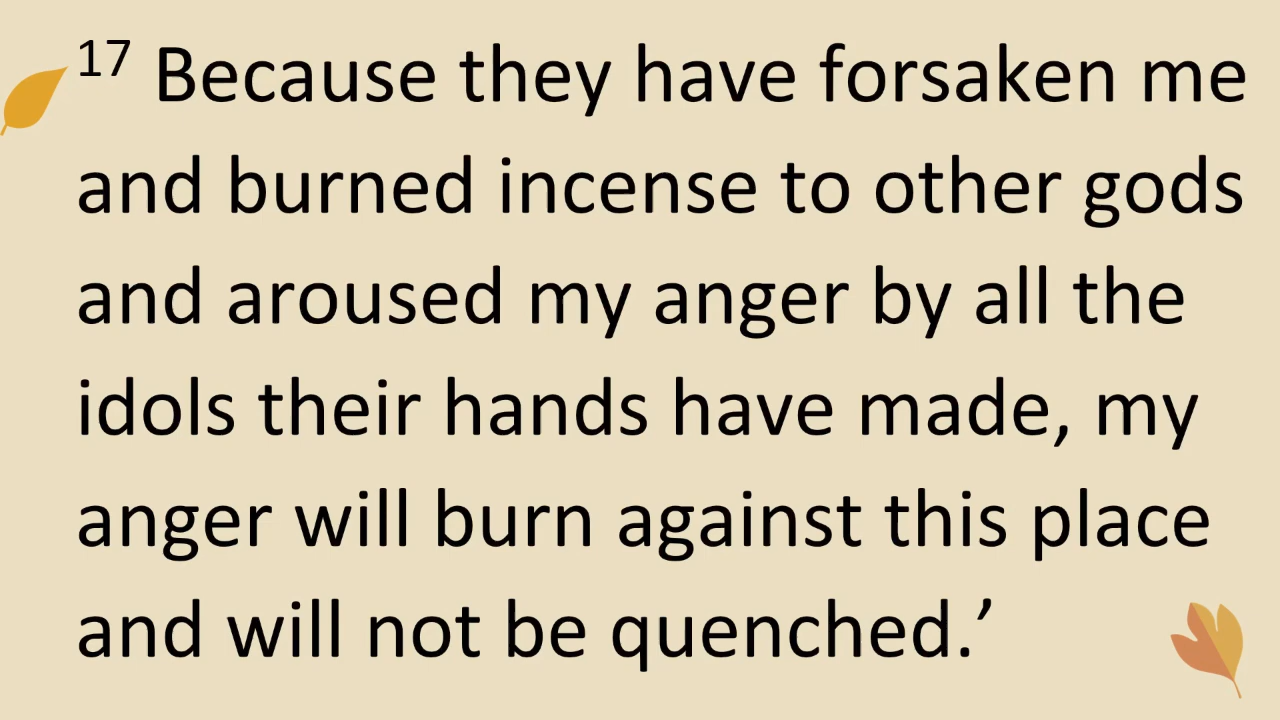 17 Because they have forsaken me
and burned incense to other gods
and aroused my anger by all the
idols their hands have made, my
anger will burn against this place
and will not be quenched.’